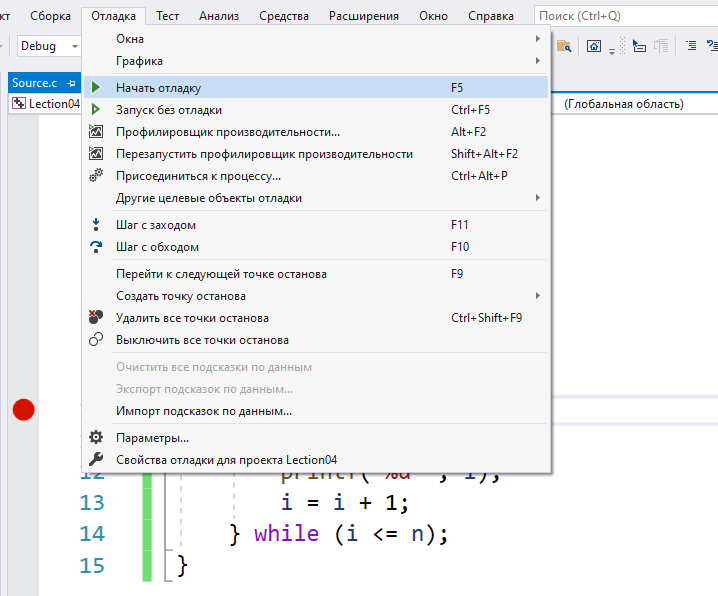 кт Сборка Отладка Тест Анализ Средства Расширения Окно Справка Поиск (Ctrl+Q)
Debug
Окна
Графика
Source.c
Начать отладку F5
Lection04 (Глобальная область)
Запуск без отладки Ctrl+F5
Профилировщик производительности... Alt+F2
Перезапустить профилировщик производительности Shift+Alt+F2
Присоединиться к процессу... Ctrl+Alt+P
Другие целевые объекты отладки
Шаг с заходом F11
Шаг с обходом F10
Перейти к следующей точке останова F9
Создать точку останова
Удалить все точки останова Ctrl+Shift+F9
Выключить все точки останова
Очистить все подсказки по данным
Экспорт подсказок по данным...
Импорт подсказок по данным...
Параметры...
Свойства отладки для проекта Lection04
12 printf("%d ", i);
13 i = i + 1;
14 } while (i <= n);
15 }